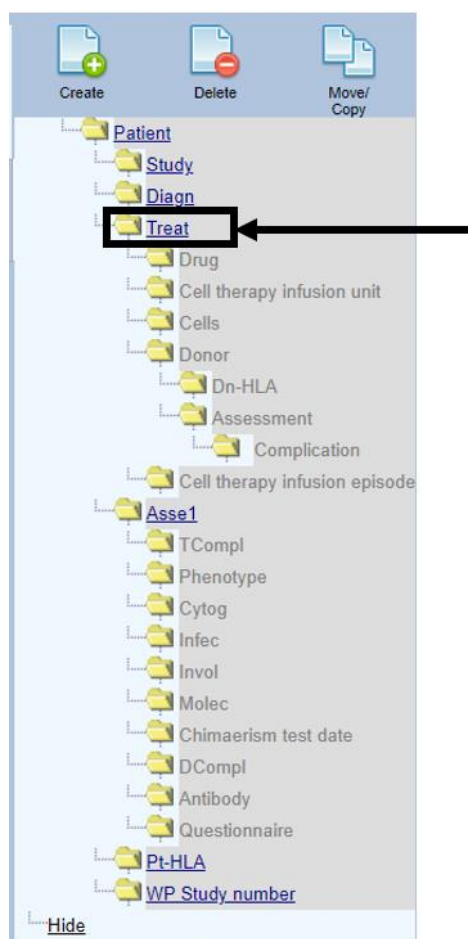 Create Delete Move/
Copy
Patient
Study
Diagn
Treat
Drug
Cell therapy infusion unit
Cells
Donor
Dn-HLA
Assessment
Complication
Cell therapy infusion episode
Asse1
TCompl
Phenotype
Cytog
Infec
Invol
Molec
Chimaerism test date
DCompl
Antibody
Questionnaire
Pt-HLA
WP Study number
Hide